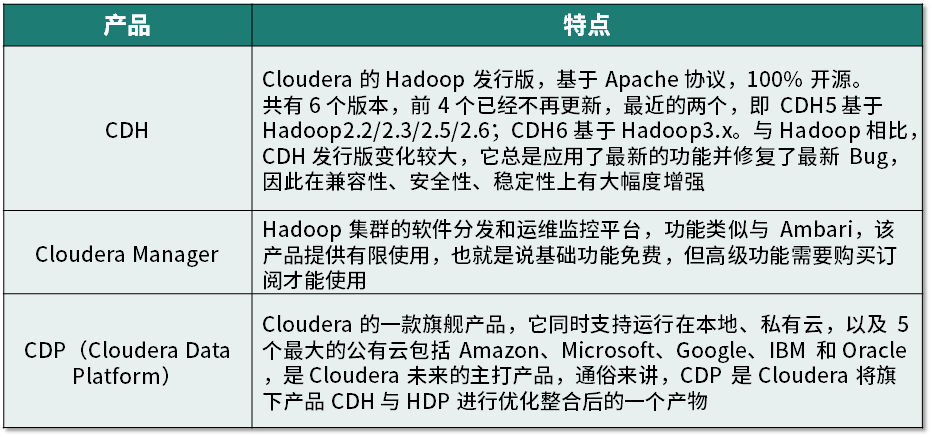 产品
特点
CDH
Cloudera 的 Hadoop 发行版，基于 Apache 协议，100% 开源。
共有 6 个版本，前 4 个已经不再更新，最近的两个，即 CDH5 基于
Hadoop2.2/2.3/2.5/2.6；CDH6 基于 Hadoop3.x。与 Hadoop 相比，
CDH 发行版变化较大，它总是应用了最新的功能并修复了最新 Bug，
因此在兼容性、安全性、稳定性上有大幅度增强
Cloudera Manager
Hadoop 集群的软件分发和运维监控平台，功能类似与 Ambari，该
产品提供有限使用，也就是说基础功能免费，但高级功能需要购买订
阅才能使用
CDP（Cloudera Data
Platform）
Cloudera 的一款旗舰产品，它同时支持运行在本地、私有云，以及 5
个最大的公有云包括 Amazon、Microsoft、Google、IBM 和 Oracle
，是 Cloudera 未来的主打产品，通俗来讲，CDP 是 Cloudera 将旗
下产品 CDH 与 HDP 进行优化整合后的一个产物